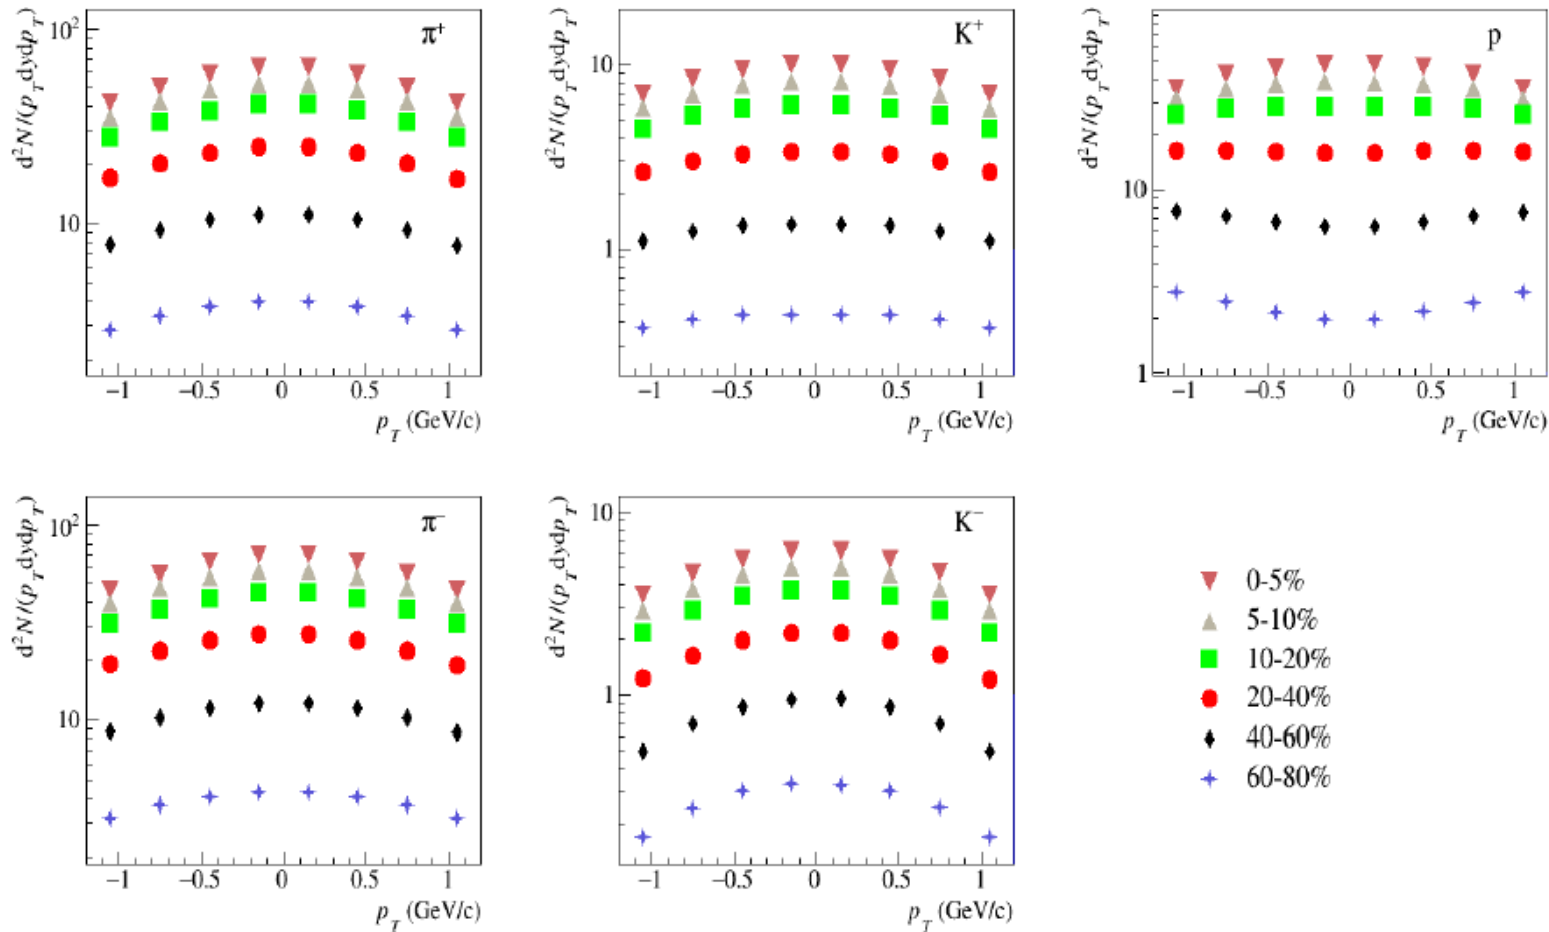 d²N/(p_T dydp_T)
π⁺
10²
10
−1 −0.5 0 0.5 1
p_T (GeV/c)
d²N/(p_T dydp_T)
K⁺
10
1
−1 −0.5 0 0.5 1
p_T (GeV/c)
d²N/(p_T dydp_T)
p
10
1
−1 −0.5 0 0.5 1
p_T (GeV/c)
d²N/(p_T dydp_T)
π⁻
10²
10
−1 −0.5 0 0.5 1
p_T (GeV/c)
d²N/(p_T dydp_T)
K⁻
10
1
−1 −0.5 0 0.5 1
p_T (GeV/c)
0-5%
5-10%
10-20%
20-40%
40-60%
60-80%